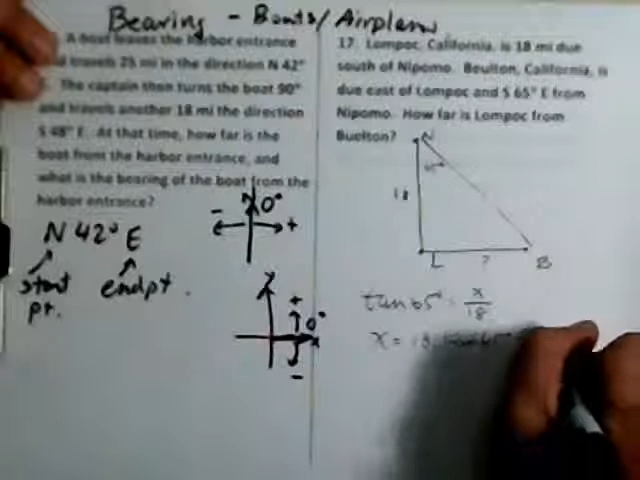 Bearing - Boats/Airplanes
A boat leaves the harbor entrance
travels 25 mi in the direction N 42°
The captain then turns the boat 90°
and travels another 18 mi the direction
S 48° E. At that time, how far is the
boat from the harbor entrance, and
what is the bearing of the boat from the
harbor entrance?
N 42° E
start pt.
endpt.
- 0° +
y
+
0°
x
-
17. Lompoc, California, is 18 mi due
south of Nipomo. Beulton, California, is
due east of Lompoc and S 65° E from
Nipomo. How far is Lompoc from
Buelton?
N
65°
18
L ? B
tan 65° = x/18
x = 18